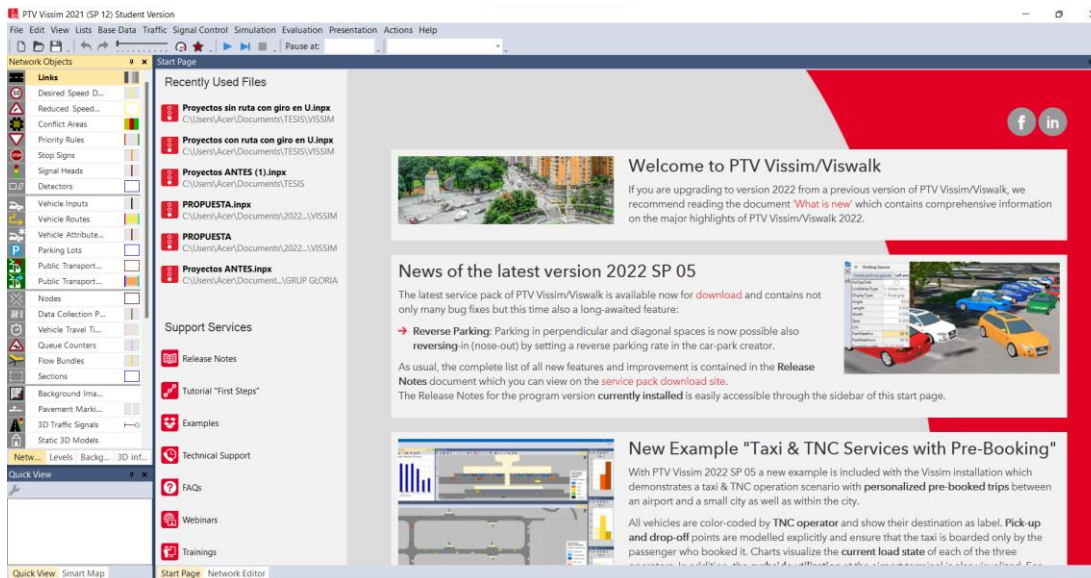 PTV Vissim 2021 (SP 12) Student Version
File Edit View Lists Base Data Traffic Signal Control Simulation Evaluation Presentation Actions Help
Pause at:
Network Objects
Links
Desired Speed D...
Reduced Speed...
Conflict Areas
Priority Rules
Stop Signs
Signal Heads
Detectors
Vehicle Inputs
Vehicle Routes
Vehicle Attribute...
Parking Lots
Public Transport...
Public Transport...
Nodes
Data Collection P...
Vehicle Travel Ti...
Queue Counters
Flow Bundles
Sections
Background Ima...
Pavement Marki...
3D Traffic Signals
Static 3D Models
Netw... Levels Backg... 3D inf...
Quick View
Quick View Smart Map
Start Page
Recently Used Files
Proyectos sin ruta con giro en U.inpx
C:\Users\Acer\Documents\TESIS\VISSIM
Proyectos con ruta con giro en U.inpx
C:\Users\Acer\Documents\TESIS\VISSIM
Proyectos ANTES (1).inpx
C:\Users\Acer\Documents\TESIS
PROPUESTA.inpx
C:\Users\Acer\Documents\2022...\VISSIM
PROPUESTA
C:\Users\Acer\Documents\2022...\VISSIM
Proyectos ANTES.inpx
C:\Users\Acer\Documents\...\GRUP GLORIA
Support Services
Release Notes
Tutorial "First Steps"
Examples
Technical Support
FAQs
Webinars
Trainings
Start Page Network Editor
f in
Welcome to PTV Vissim/Viswalk
If you are upgrading to version 2022 from a previous version of PTV Vissim/Viswalk, we
recommend reading the document 'What is new' which contains comprehensive information
on the major highlights of PTV Vissim/Viswalk 2022.
News of the latest version 2022 SP 05
The latest service pack of PTV Vissim/Viswalk is available now for download and contains not
only many bug fixes but this time also a long-awaited feature:
→ Reverse Parking: Parking in perpendicular and diagonal spaces is now possible also
reversing-in (nose-out) by setting a reverse parking rate in the car-park creator.
As usual, the complete list of all new features and improvement is contained in the Release
Notes document which you can view on the service pack download site.
The Release Notes for the program version currently installed is easily accessible through the sidebar of this start page.
New Example "Taxi & TNC Services with Pre-Booking"
With PTV Vissim 2022 SP 05 a new example is included with the Vissim installation which
demonstrates a taxi & TNC operation scenario with personalized pre-booked trips between
an airport and a small city as well as within the city.
All vehicles are color-coded by TNC operator and show their destination as label. Pick-up
and drop-off points are modelled explicitly and ensure that the taxi is boarded only by the
passenger who booked it. Charts visualize the current load state of each of the three